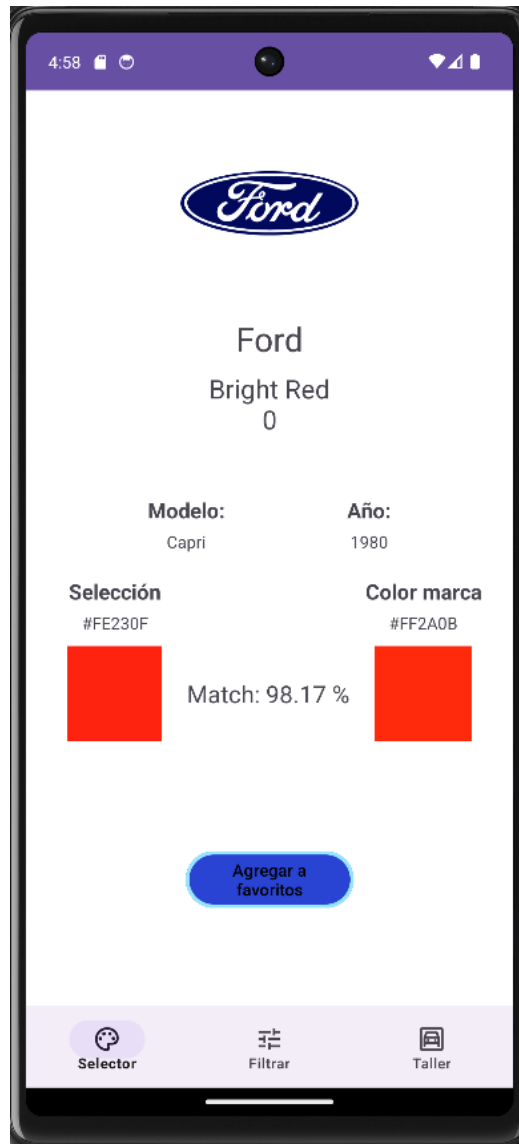 4:58
Ford
Ford
Bright Red
0
Modelo: Año:
Capri 1980
Selección Color marca
#FE230F #FF2A0B
Match: 98.17 %
Agregar a
favoritos
Selector Filtrar Taller